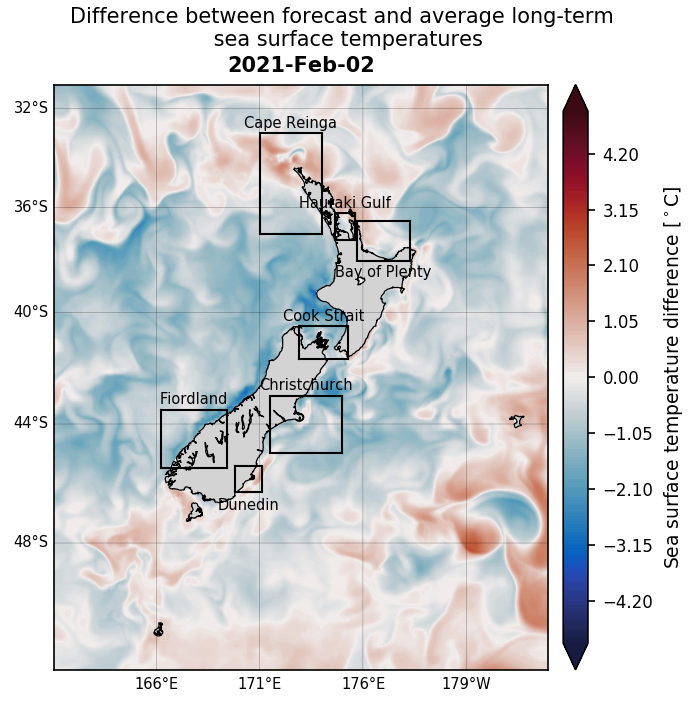 Difference between forecast and average long-term
sea surface temperatures
2021-Feb-02
32°S
36°S
40°S
44°S
48°S
166°E
171°E
176°E
179°W
Cape Reinga
Hauraki Gulf
Bay of Plenty
Cook Strait
Christchurch
Fiordland
Dunedin
4.20
3.15
2.10
1.05
0.00
−1.05
−2.10
−3.15
−4.20
Sea surface temperature difference [°C]